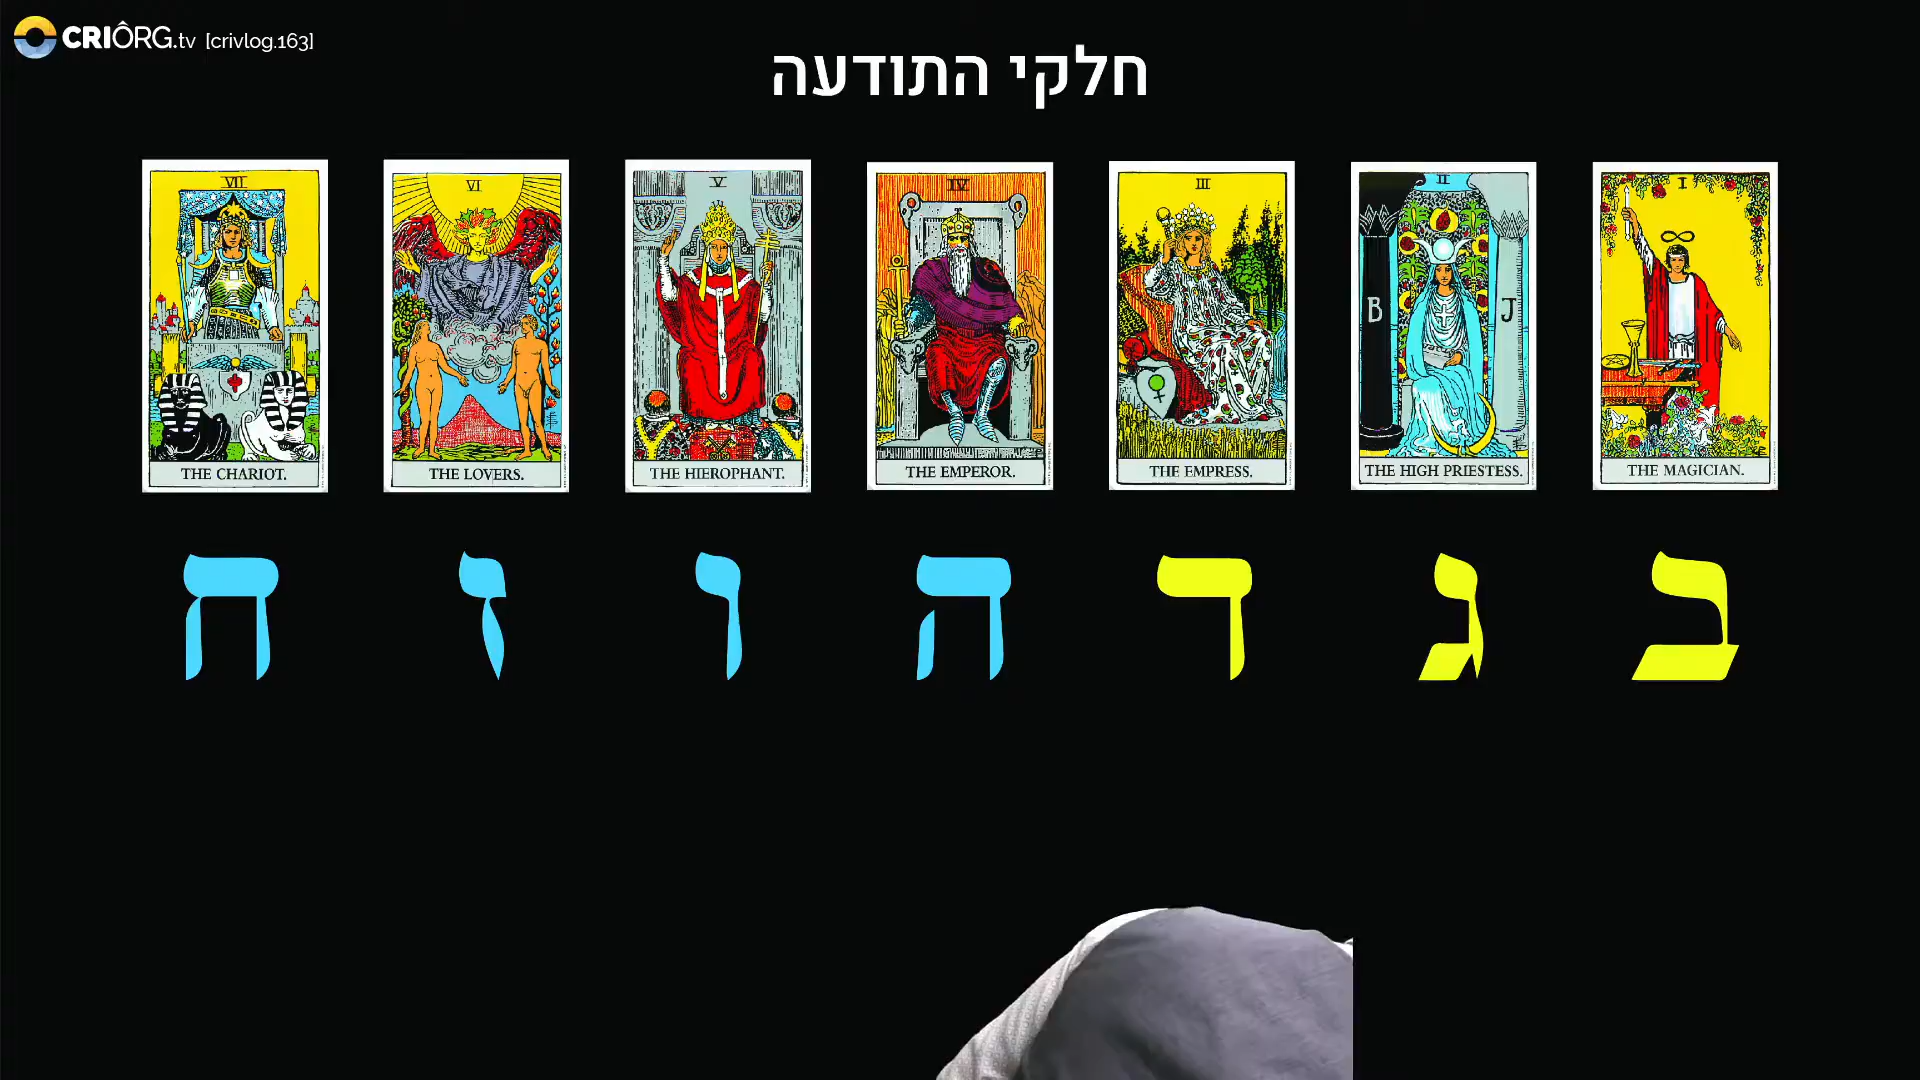 CRIÔRG.tv [crivlog.163]
חלקי התודעה
I
II
III
IV
V
VI
VII
B J
THE MAGICIAN.
THE HIGH PRIESTESS.
THE EMPRESS.
THE EMPEROR.
THE HIEROPHANT.
THE LOVERS.
THE CHARIOT.
ב ג ד ה ו ז ח